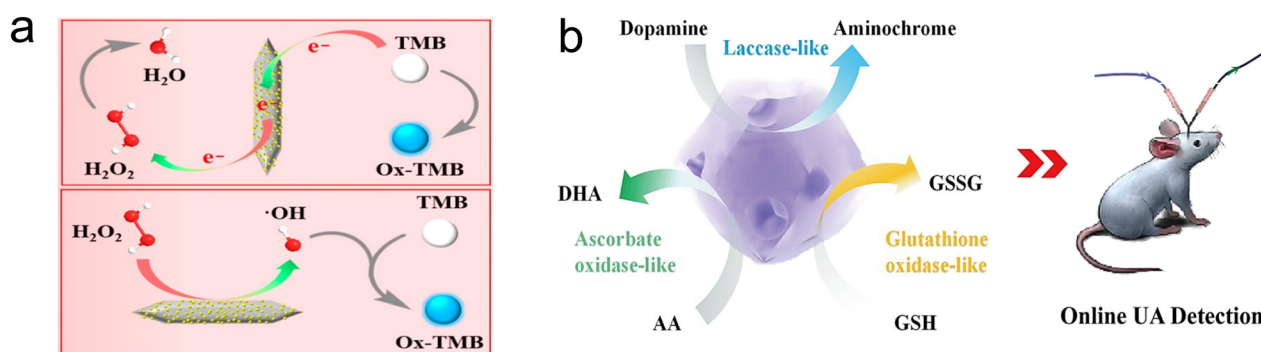 a
H₂O
H₂O₂
e⁻
e⁻
e⁻
TMB
Ox-TMB
H₂O₂
·OH
TMB
Ox-TMB
b
Dopamine
Laccase-like
Aminochrome
DHA
GSSG
Ascorbate
oxidase-like
Glutathione
oxidase-like
AA
GSH
Online UA Detection